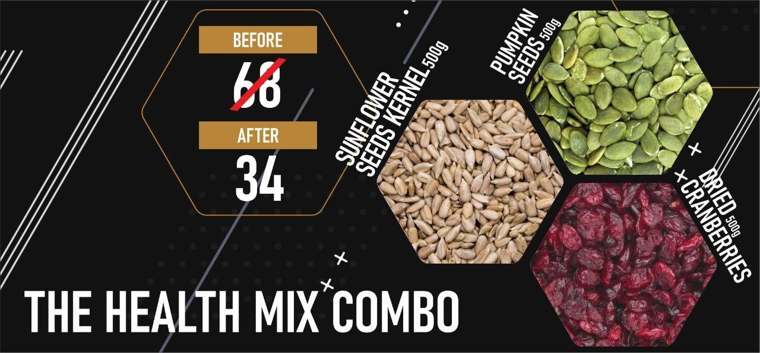 BEFORE
68
AFTER
34
SUNFLOWER
SEEDS KERNEL 500g
PUMPKIN
SEEDS 500g
DRIED 500g
CRANBERRIES
THE HEALTH MIX COMBO